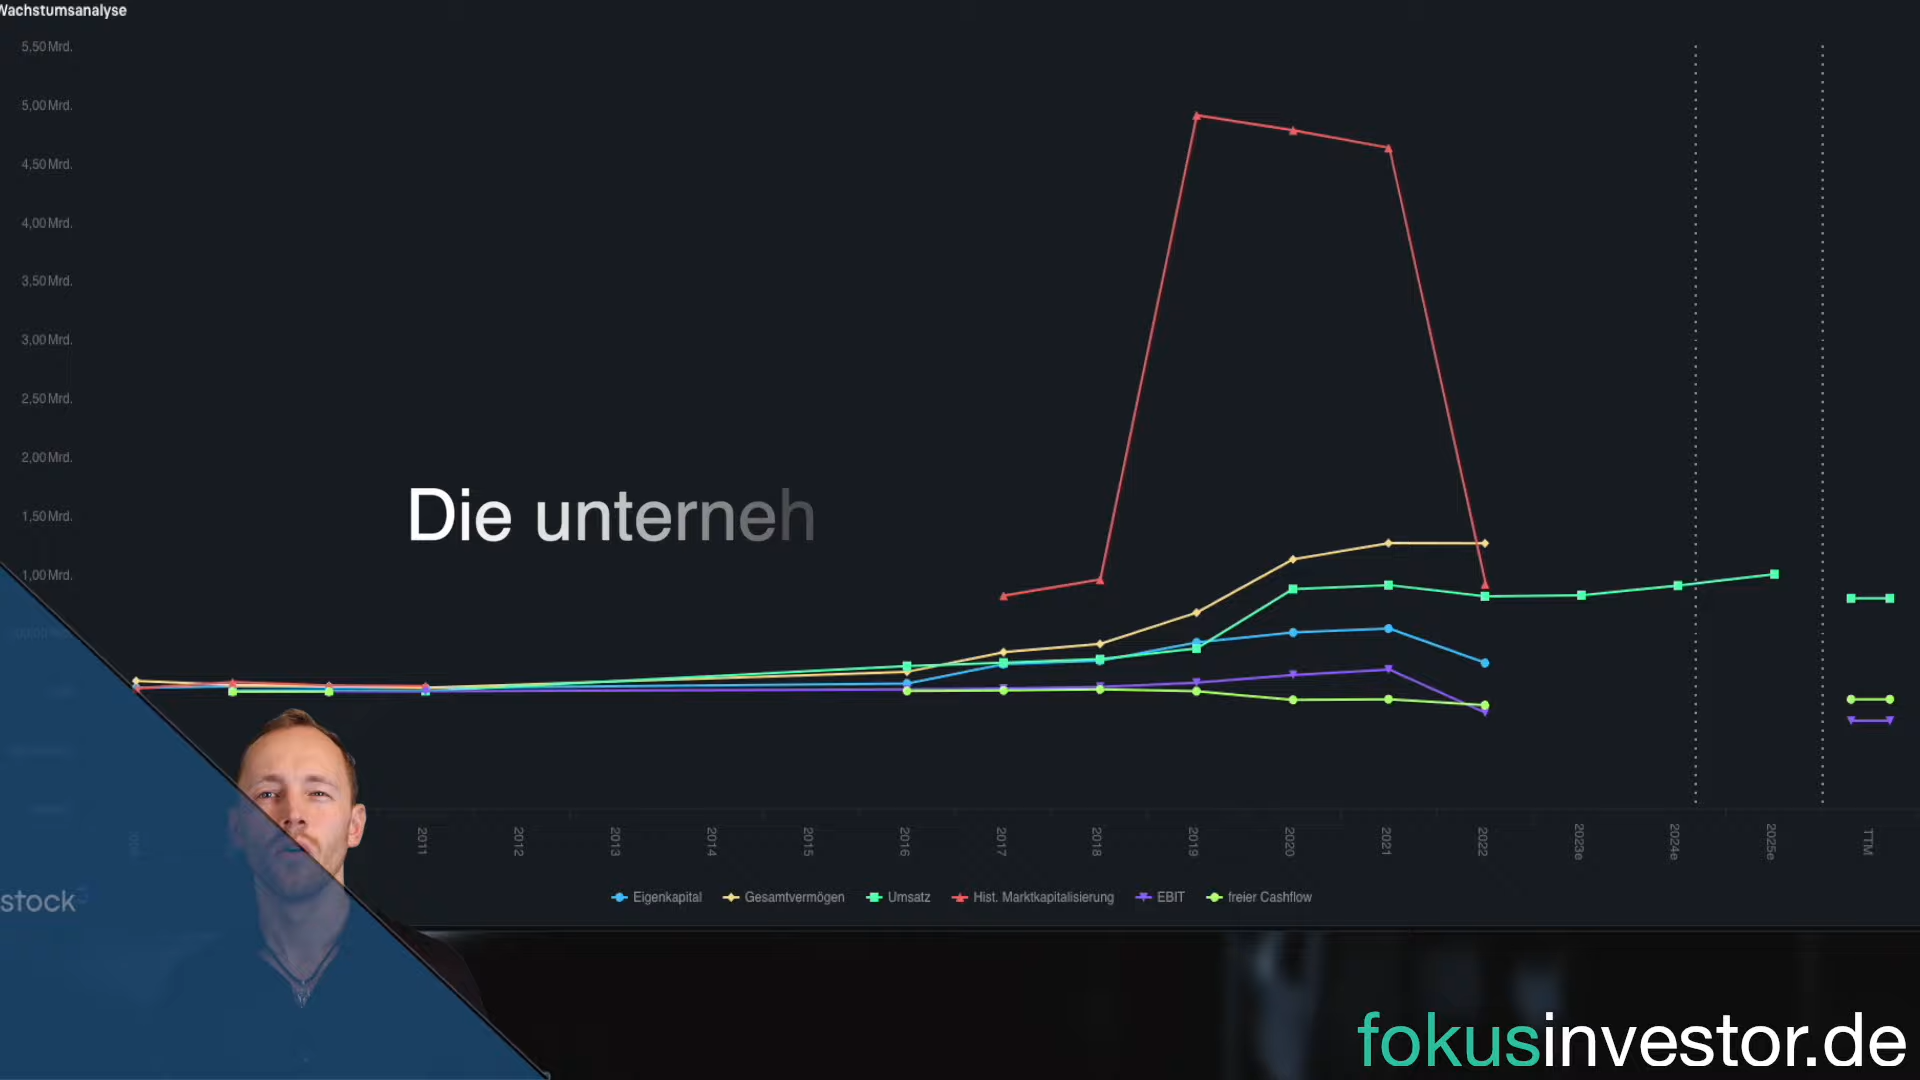 Wachstumsanalyse
5,50 Mrd.
5,00 Mrd.
4,50 Mrd.
4,00 Mrd.
3,50 Mrd.
3,00 Mrd.
2,50 Mrd.
2,00 Mrd.
Die unterneh
1,50 Mrd.
1,00 Mrd.
2011
2012
2013
2014
2015
2016
2017
2018
2019
2020
2021
2022
2023e
2024e
2025e
TTM
Eigenkapital
Gesamtvermögen
Umsatz
Hist. Marktkapitalisierung
EBIT
freier Cashflow
stock
fokusinvestor.de